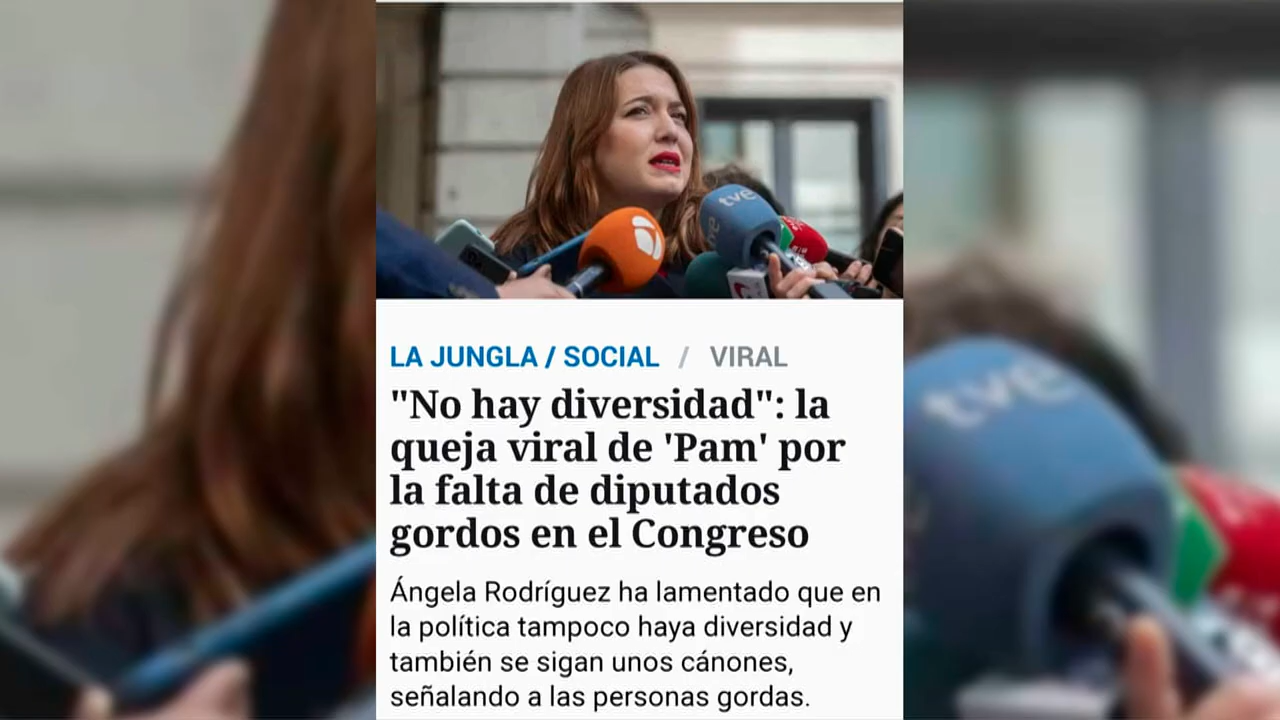 tve
LA JUNGLA / SOCIAL / VIRAL
"No hay diversidad": la
queja viral de 'Pam' por
la falta de diputados
gordos en el Congreso
Ángela Rodríguez ha lamentado que en
la política tampoco haya diversidad y
también se sigan unos cánones,
señalando a las personas gordas.
tve